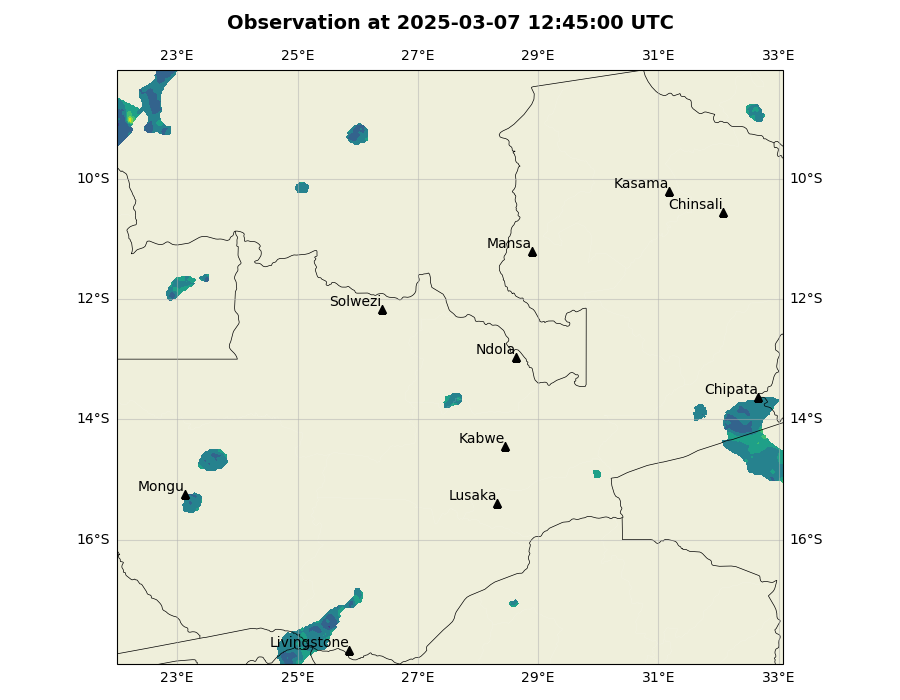 Observation at 2025-03-07 12:45:00 UTC
23°E 25°E 27°E 29°E 31°E 33°E
10°S 10°S
Kasama
Chinsali
Mansa
12°S 12°S
Solwezi
Ndola
Chipata
14°S 14°S
Kabwe
Mongu
Lusaka
16°S 16°S
Livingstone
23°E 25°E 27°E 29°E 31°E 33°E